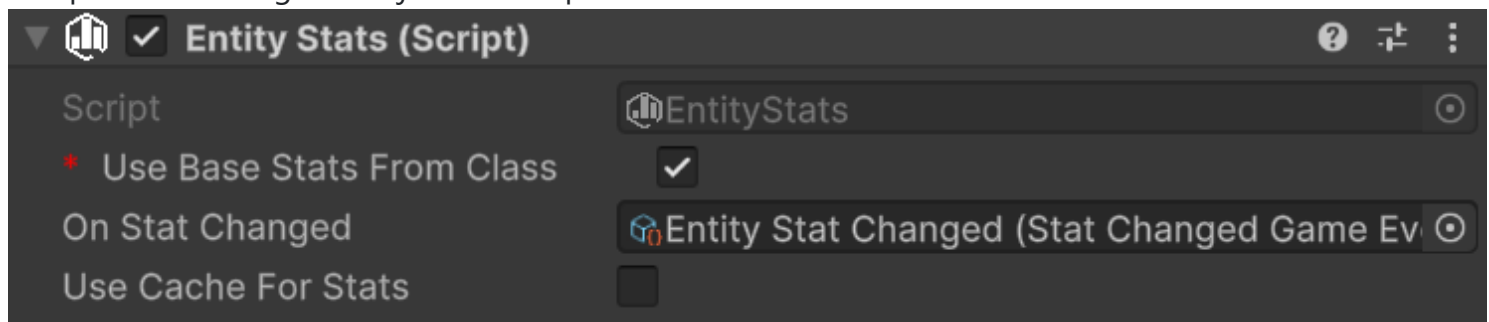 Entity Stats (Script)
Script EntityStats
* Use Base Stats From Class
On Stat Changed Entity Stat Changed (Stat Changed Game Ev
Use Cache For Stats